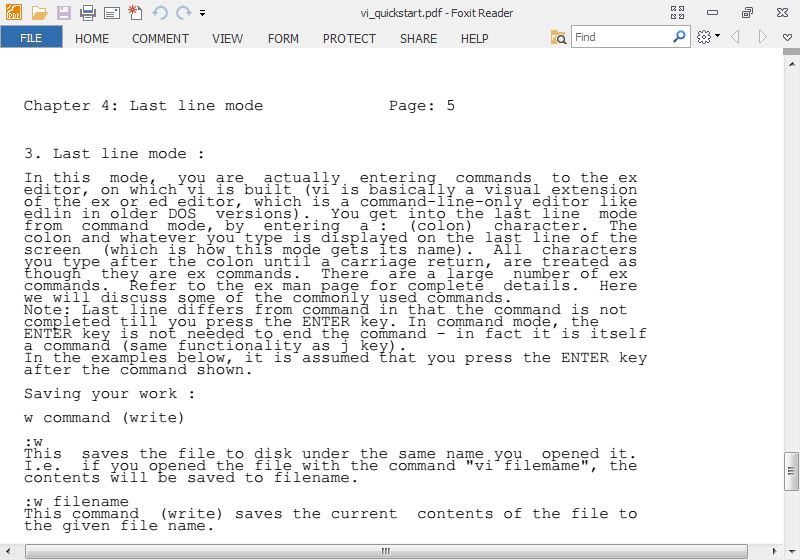 vi_quickstart.pdf - Foxit Reader
FILE HOME COMMENT VIEW FORM PROTECT SHARE HELP Find
Chapter 4: Last line mode Page: 5
3. Last line mode :
In this mode, you are actually entering commands to the ex
editor, on which vi is built (vi is basically a visual extension
of the ex or ed editor, which is a command-line-only editor like
edlin in older DOS versions). You get into the last line mode
from command mode, by entering a : (colon) character. The
colon and whatever you type is displayed on the last line of the
screen (which is how this mode gets its name). All characters
you type after the colon until a carriage return, are treated as
though they are ex commands. There are a large number of ex
commands. Refer to the ex man page for complete details. Here
we will discuss some of the commonly used commands.
Note: Last line differs from command in that the command is not
completed till you press the ENTER key. In command mode, the
ENTER key is not needed to end the command - in fact it is itself
a command (same functionality as j key).
In the examples below, it is assumed that you press the ENTER key
after the command shown.
Saving your work :
w command (write)
:w
This saves the file to disk under the same name you opened it.
I.e. if you opened the file with the command "vi filemame", the
contents will be saved to filename.
:w filename
This command (write) saves the current contents of the file to
the given file name.